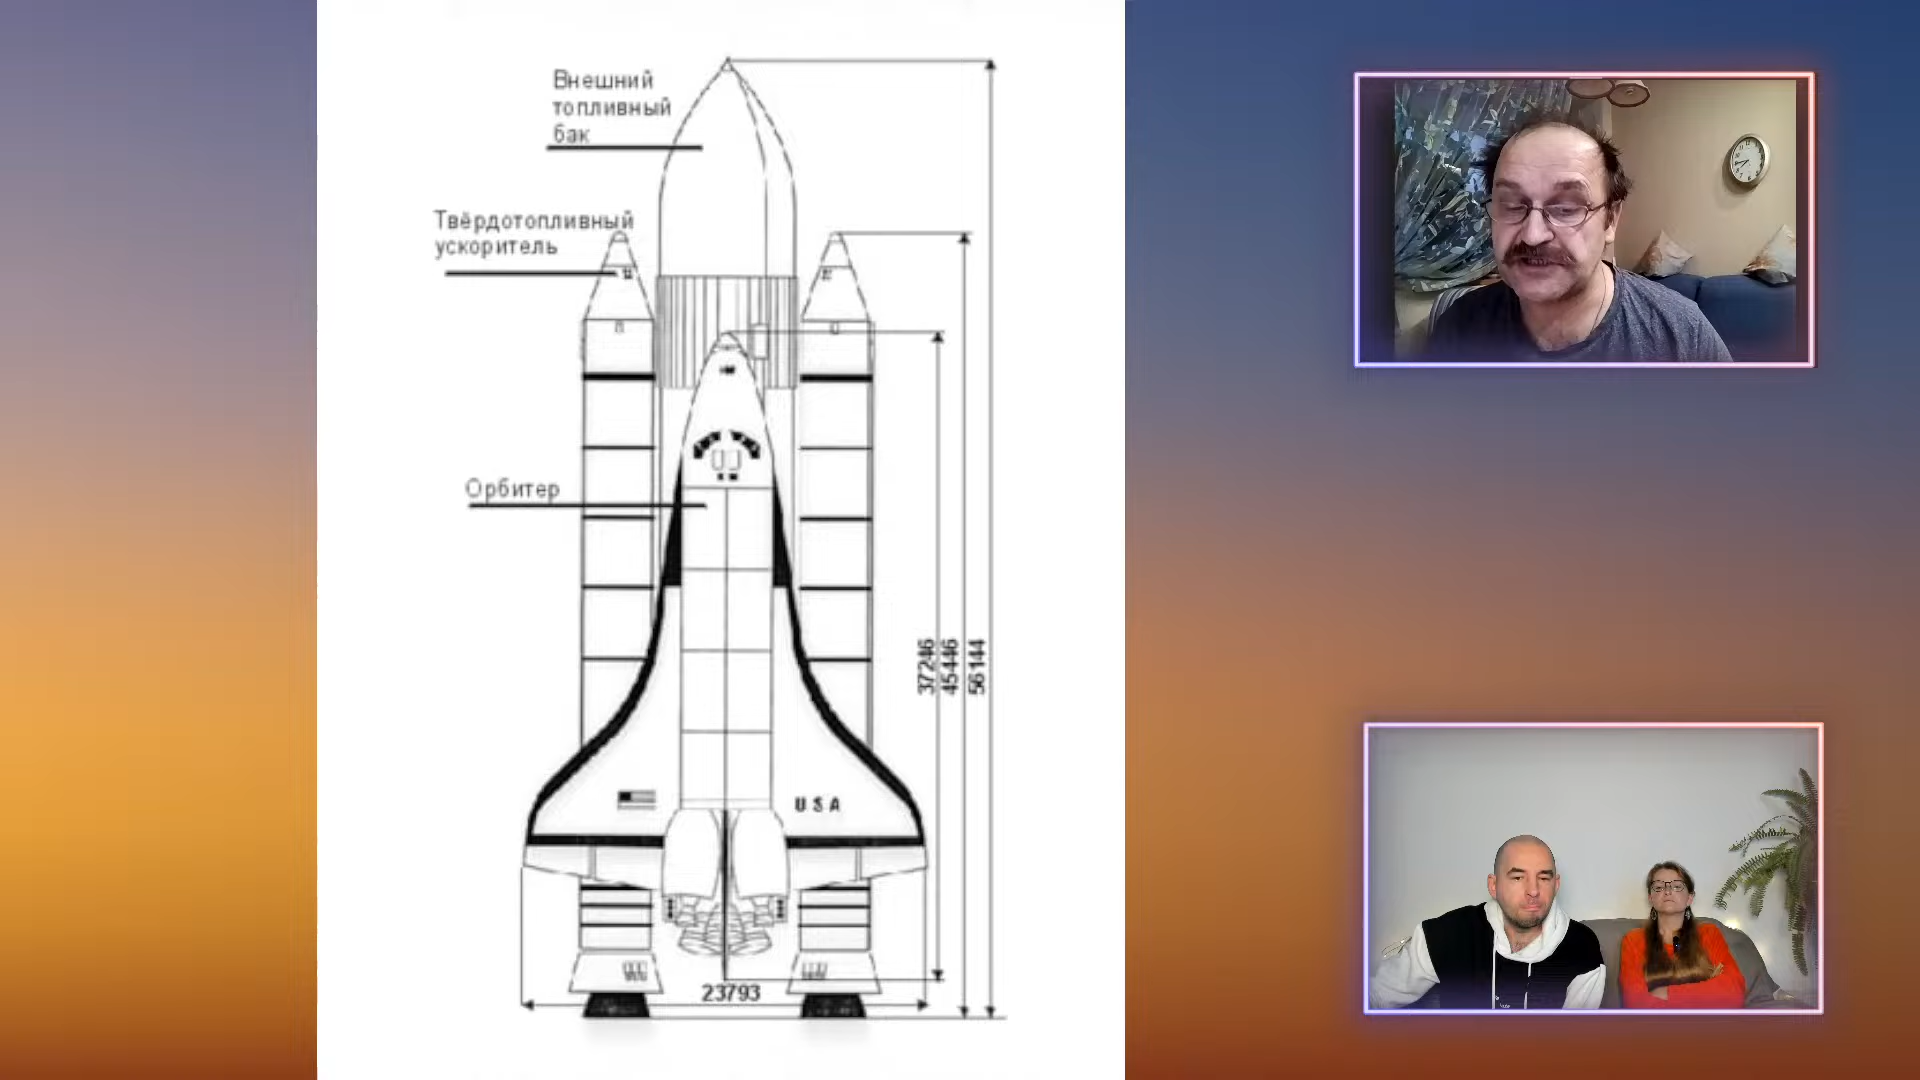 Внешний
топливный
бак
Твёрдотопливный
ускоритель
Орбитер
37246
45446
56144
USA
23793